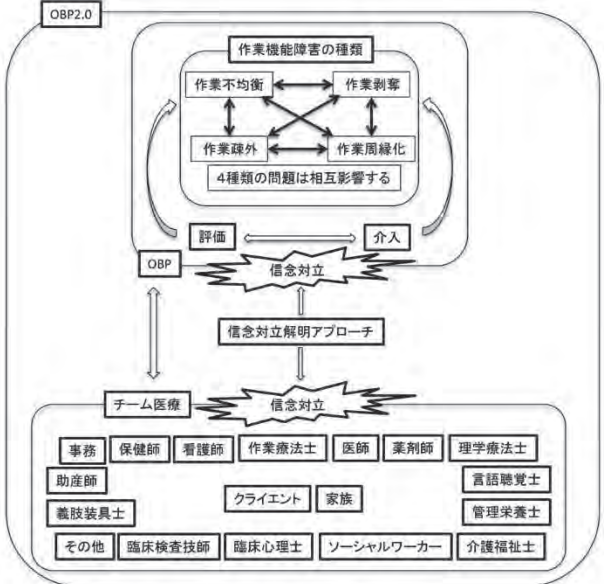 OBP2.0
作業機能障害の種類
作業不均衡
作業剥奪
作業疎外
作業周縁化
4種類の問題は相互影響する
評価
介入
OBP
信念対立
信念対立解明アプローチ
チーム医療
信念対立
事務
保健師
看護師
作業療法士
医師
薬剤師
理学療法士
助産師
言語聴覚士
クライエント
家族
義肢装具士
管理栄養士
その他
臨床検査技師
臨床心理士
ソーシャルワーカー
介護福祉士